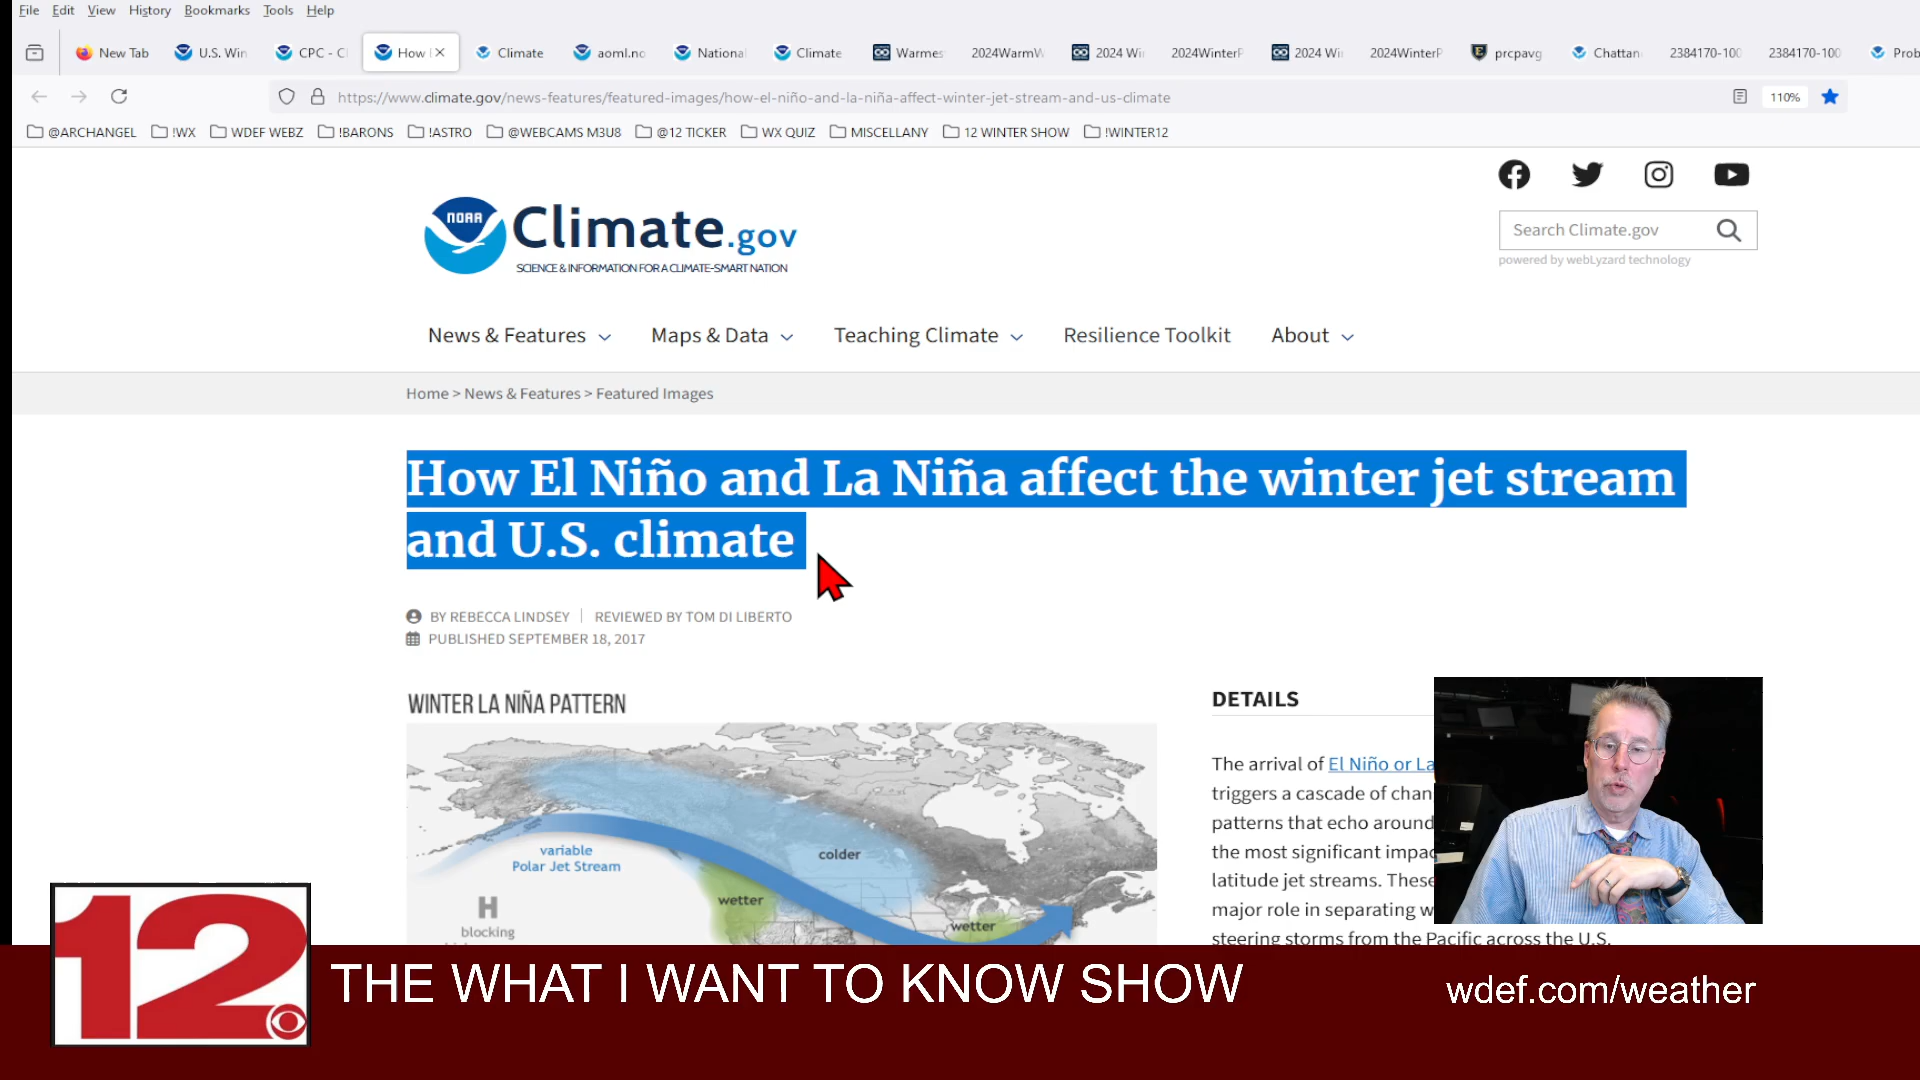 File Edit View History Bookmarks Tools Help
New Tab U.S. Win CPC - C How Climate aoml.no National Climate Warmes 2024WarmW 2024 Wi 2024WinterP 2024 Wi 2024WinterP prcpavg Chattan 2384170-100 2384170-100 Prob
https://www.climate.gov/news-features/featured-images/how-el-niño-and-la-niña-affect-winter-jet-stream-and-us-climate 110%
@ARCHANGEL !WX WDEF WEBZ !BARONS !ASTRO @WEBCAMS M3U8 @12 TICKER WX QUIZ MISCELLANY 12 WINTER SHOW !WINTER12
NOAA
Climate.gov
SCIENCE & INFORMATION FOR A CLIMATE-SMART NATION
Search Climate.gov
powered by webLyzard technology
News & Features Maps & Data Teaching Climate Resilience Toolkit About
Home > News & Features > Featured Images
How El Niño and La Niña affect the winter jet stream
and U.S. climate
BY REBECCA LINDSEY | REVIEWED BY TOM DI LIBERTO
PUBLISHED SEPTEMBER 18, 2017
WINTER LA NIÑA PATTERN
variable
Polar Jet Stream
colder
wetter
wetter
H
blocking
DETAILS
The arrival of El Niño or La
triggers a cascade of chan
patterns that echo around
the most significant impac
latitude jet streams. These
major role in separating w
steering storms from the Pacific across the U.S.
12
THE WHAT I WANT TO KNOW SHOW
wdef.com/weather